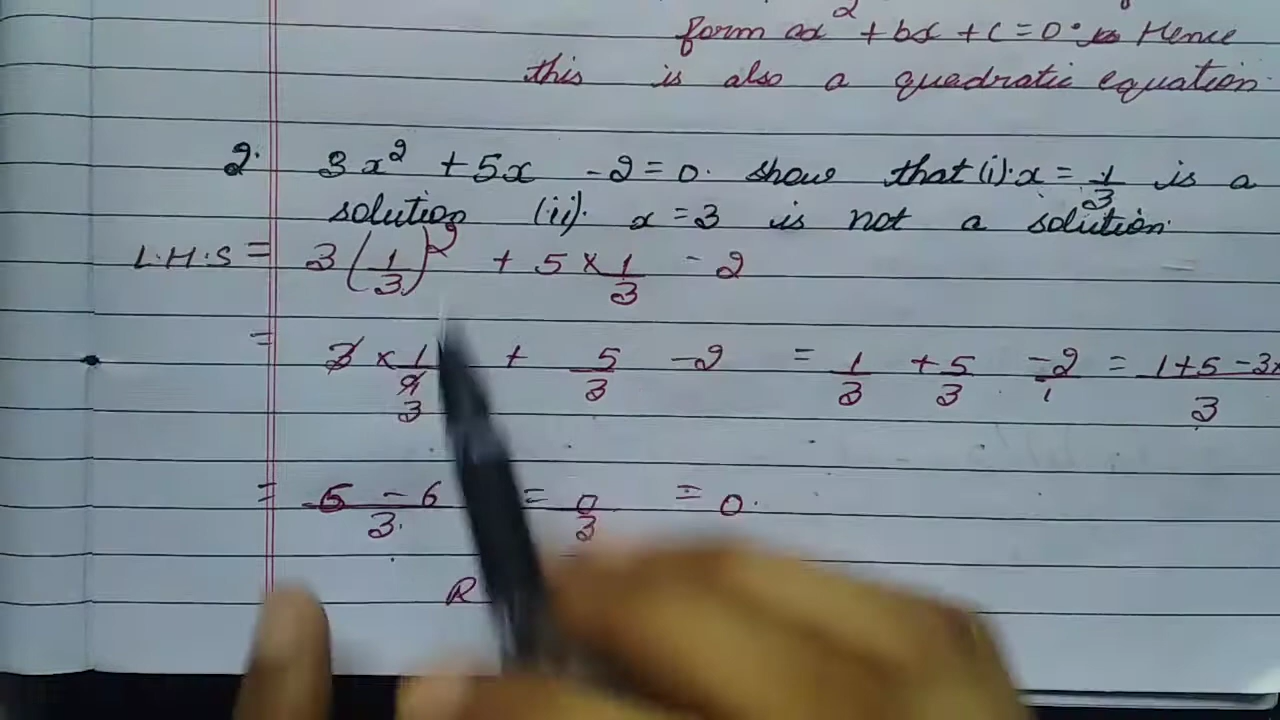 form ax² + bx + c = 0. Hence
this is also a quadratic equation.
2. 3x² + 5x - 2 = 0. show that (i). x = 1/3 is a
solution (ii). x = 3 is not a solution.
L.H.S = 3(1/3)² + 5 × 1/3 - 2
= 3 × 1/9 3 + 5/3 - 2 = 1/3 + 5/3 - 2/1 = 1+5-3×/3
= 6 - 6/3 = 0/3 = 0.
R